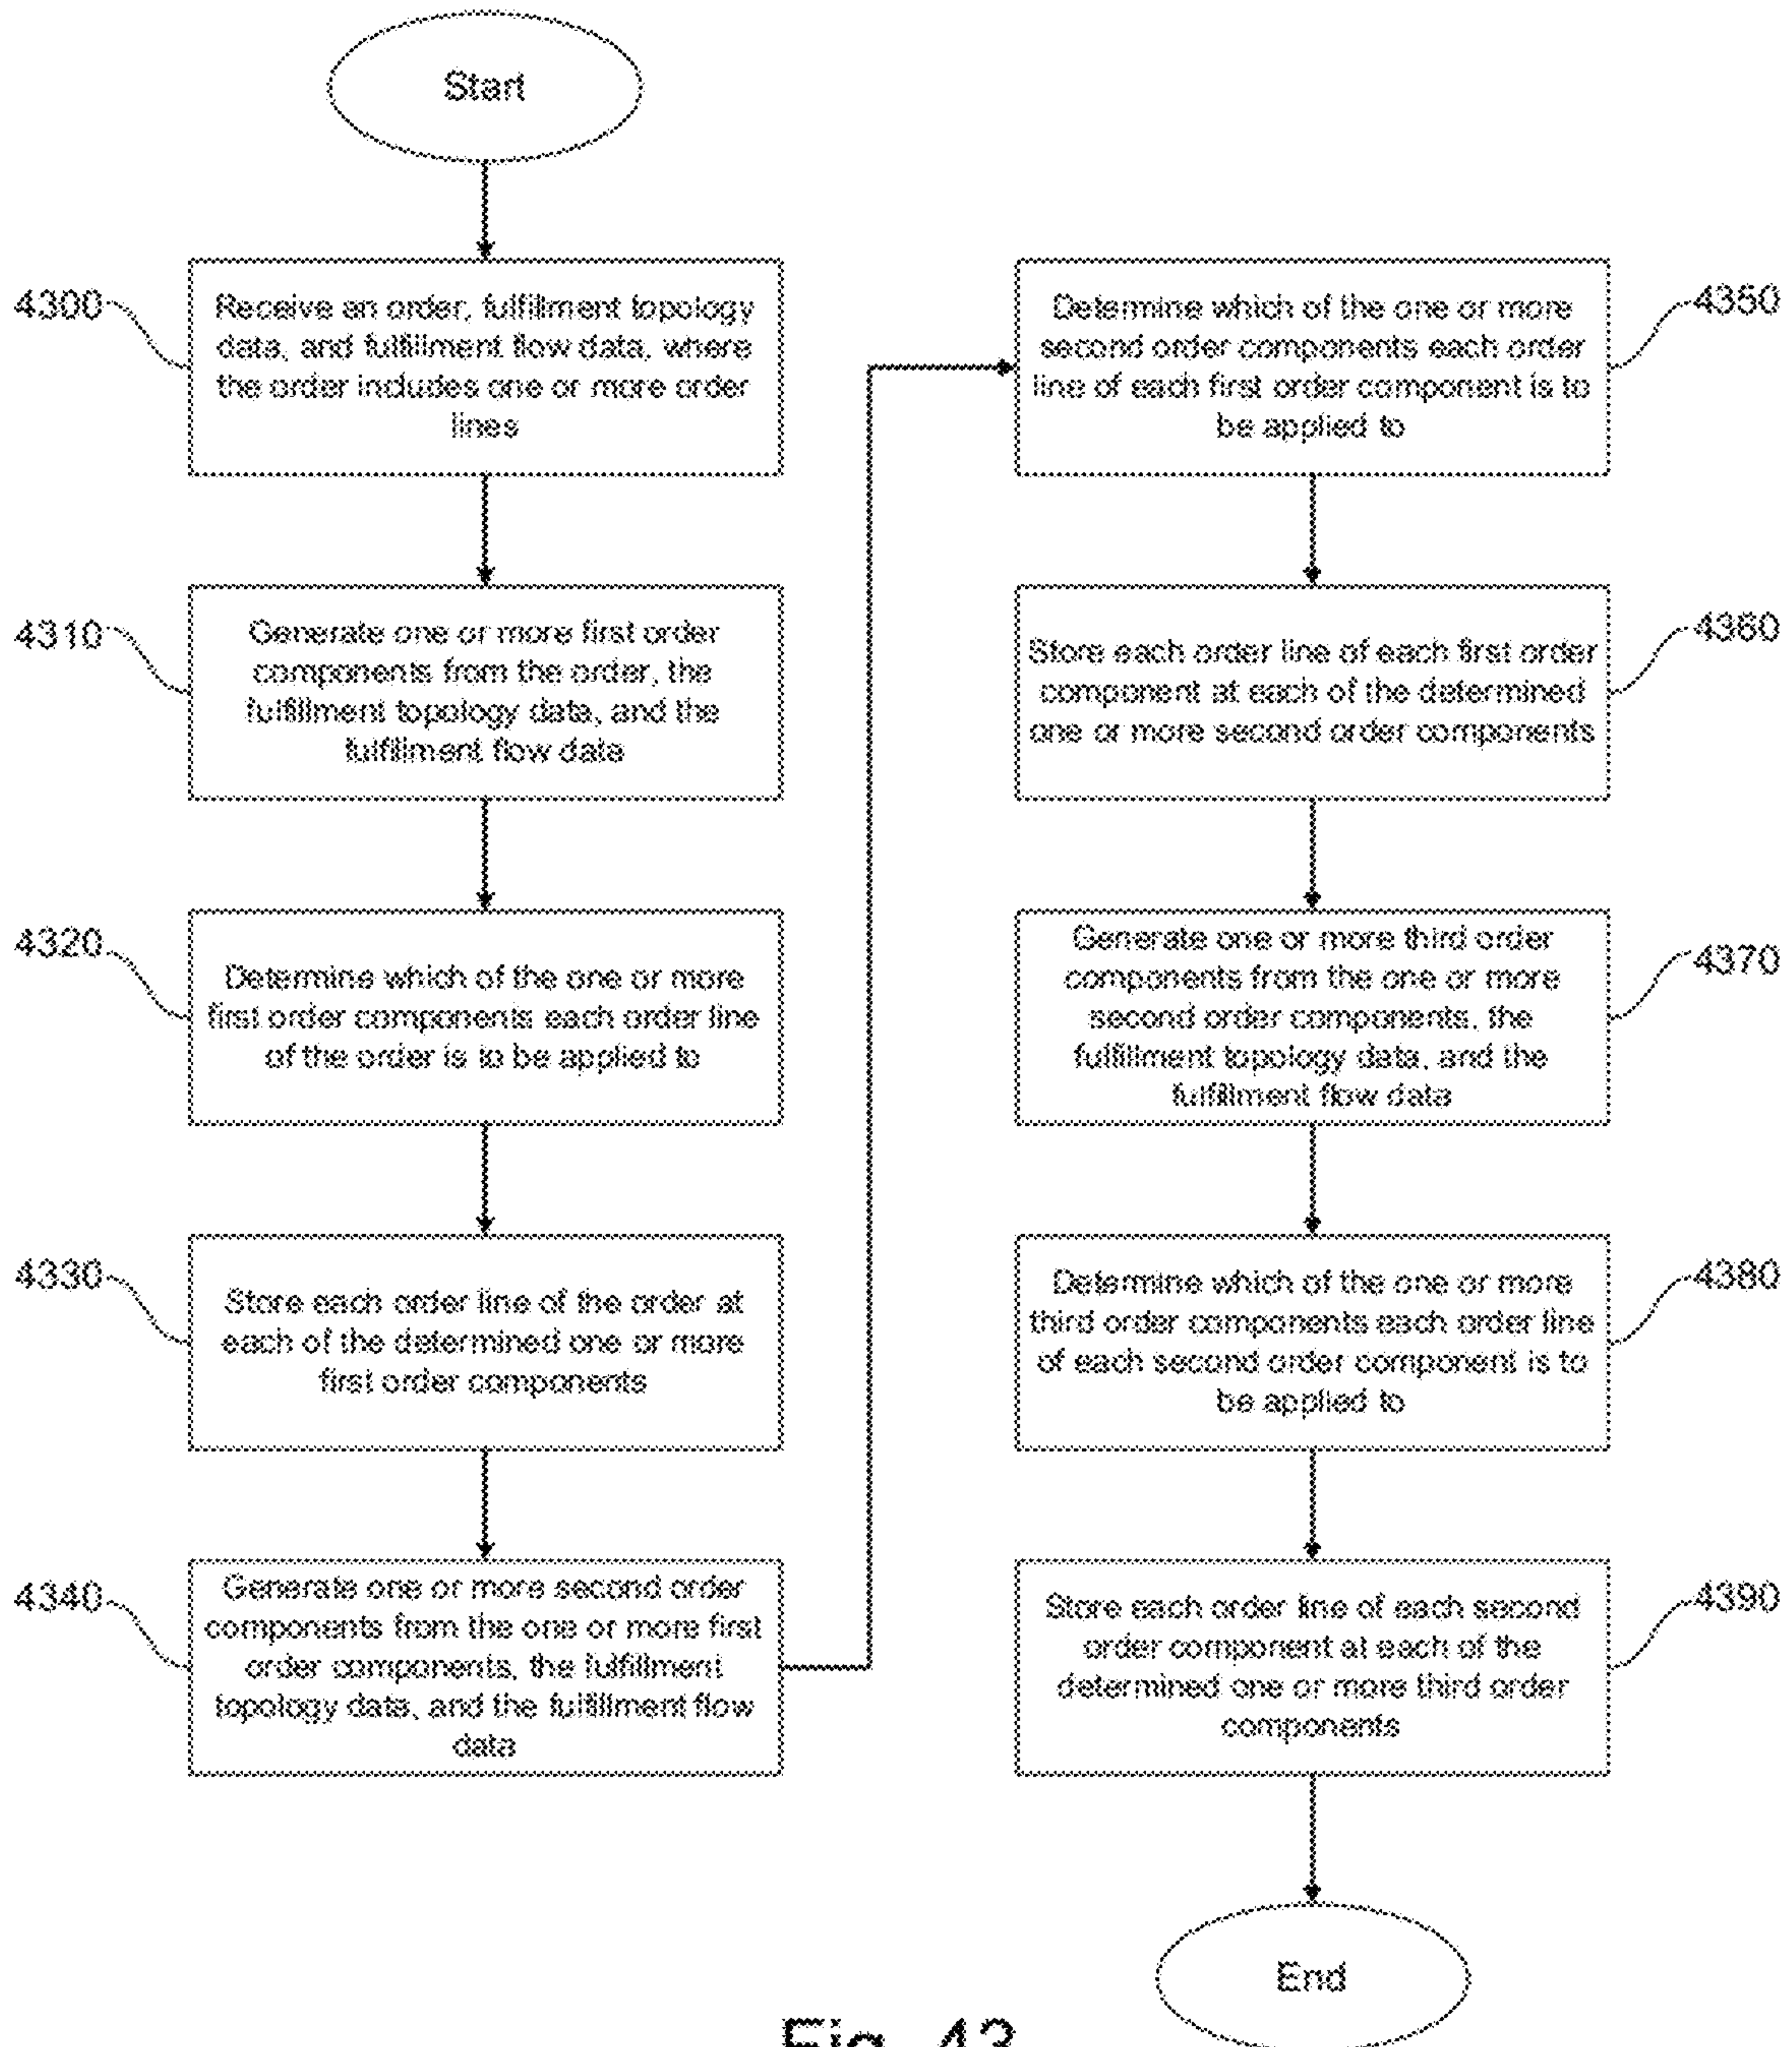 Start
4300
Receive an order, fulfillment topology
data, and fulfillment flow data, where
the order includes one or more order
lines
4310
Generate one or more first order
components from the order, the
fulfillment topology data, and the
fulfillment flow data
4320
Determine which of the one or more
first order components each order line
of the order is to be applied to
4330
Store each order line of the order at
each of the determined one or more
first order components
4340
Generate one or more second order
components from the one or more first
order components, the fulfillment
topology data, and the fulfillment flow
data
4350
Determine which of the one or more
second order components each order
line of each first order component is to
be applied to
4360
Store each order line of each first order
component at each of the determined
one or more second order components
4370
Generate one or more third order
components from the one or more
second order components, the
fulfillment topology data, and the
fulfillment flow data
4380
Determine which of the one or more
third order components each order line
of each second order component is to
be applied to
4390
Store each order line of each second
order component at each of the
determined one or more third order
components
End
Fig. 43